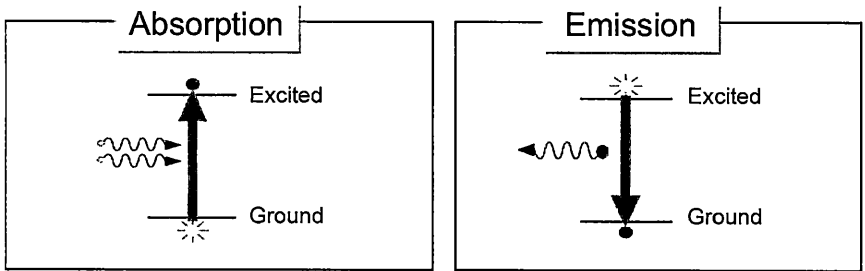 Absorption
Excited
Ground
Emission
Excited
Ground